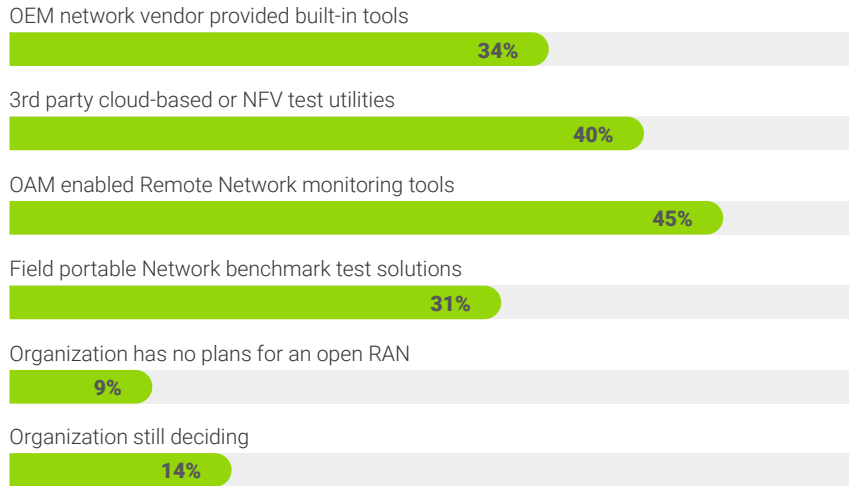 OEM network vendor provided built-in tools
34%
3rd party cloud-based or NFV test utilities
40%
OAM enabled Remote Network monitoring tools
45%
Field portable Network benchmark test solutions
31%
Organization has no plans for an open RAN
9%
Organization still deciding
14%